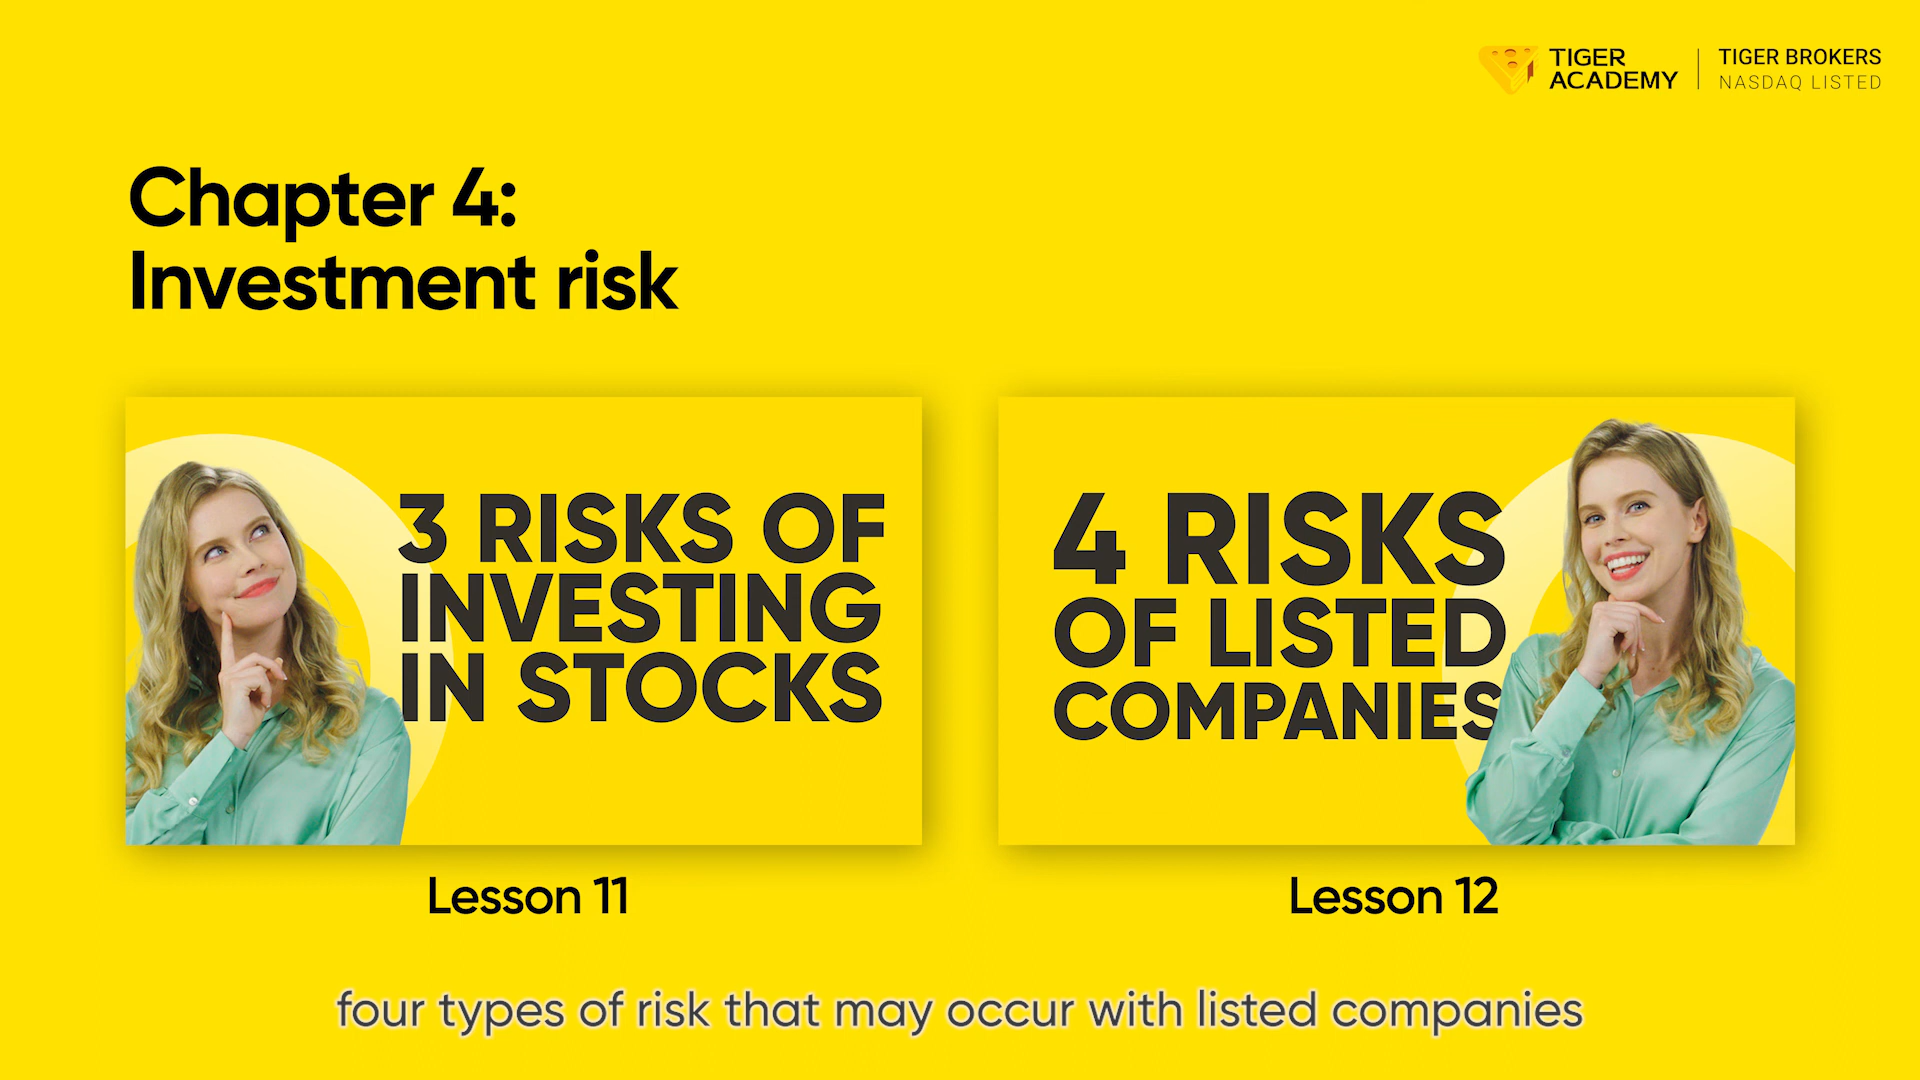 TIGER
ACADEMY
TIGER BROKERS
NASDAQ LISTED
Chapter 4:
Investment risk
3 RISKS OF
INVESTING
IN STOCKS
4 RISKS
OF LISTED
COMPANIES
Lesson 11
Lesson 12
four types of risk that may occur with listed companies